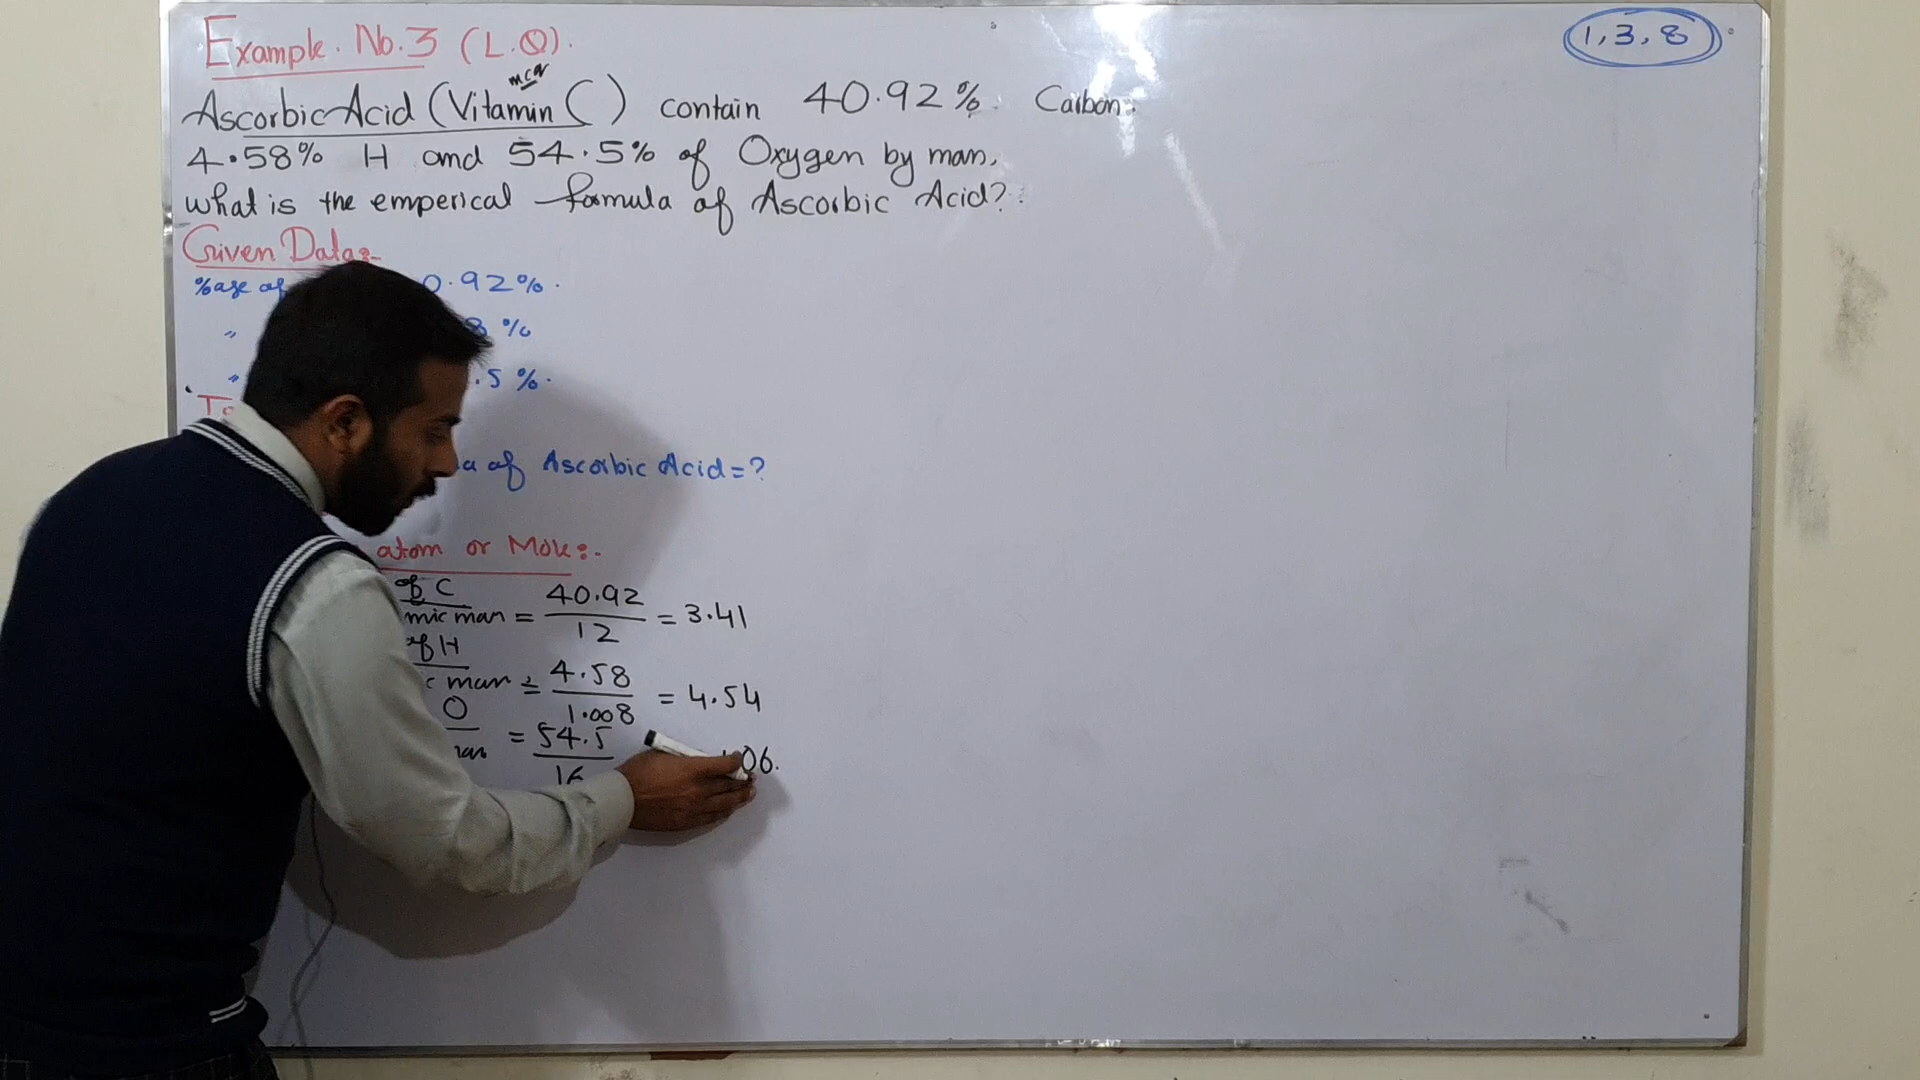 Example. No.3 (L.Q).
1, 3, 8
mcq
Ascorbic Acid (Vitamin C) contain 40.92% Carbon.
4.58% H and 54.5% of Oxygen by mass.
what is the emperical formula of Ascorbic Acid?
Given Data:-
%age of 0.92%.
" 8 %
" .5 %.
To
a of Ascorbic Acid = ?
atom or Mole:-
of C
mic mass = 40.92 / 12 = 3.41
of H
c mass = 4.58 / 1.008 = 4.54
O
= 54.5 / 16 06.